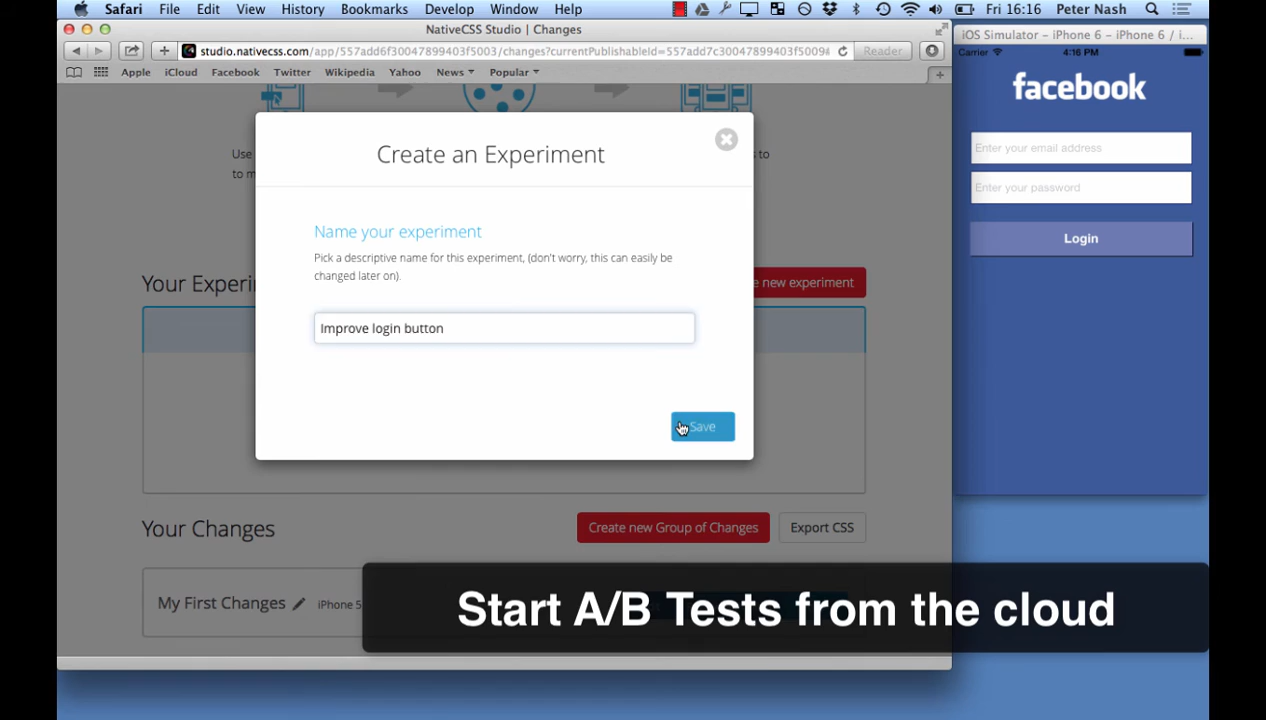 Safari File Edit View History Bookmarks Develop Window Help Fri 16:16 Peter Nash
NativeCSS Studio | Changes
studio.nativecss.com/app/557add6f30047899403f5003/changes?currentPublishableId=557add7c30047899403f5009 Reader
Apple iCloud Facebook Twitter Wikipedia Yahoo News Popular
Use
to
to m
Create an Experiment
Name your experiment
Pick a descriptive name for this experiment, (don't worry, this can easily be
changed later on).
Your Experi
new experiment
Improve login button
Save
Your Changes
Create new Group of Changes
Export CSS
My First Changes iPhone 5
Start A/B Tests from the cloud
iOS Simulator – iPhone 6 – iPhone 6 / i...
Carrier 4:16 PM
facebook
Enter your email address
Enter your password
Login